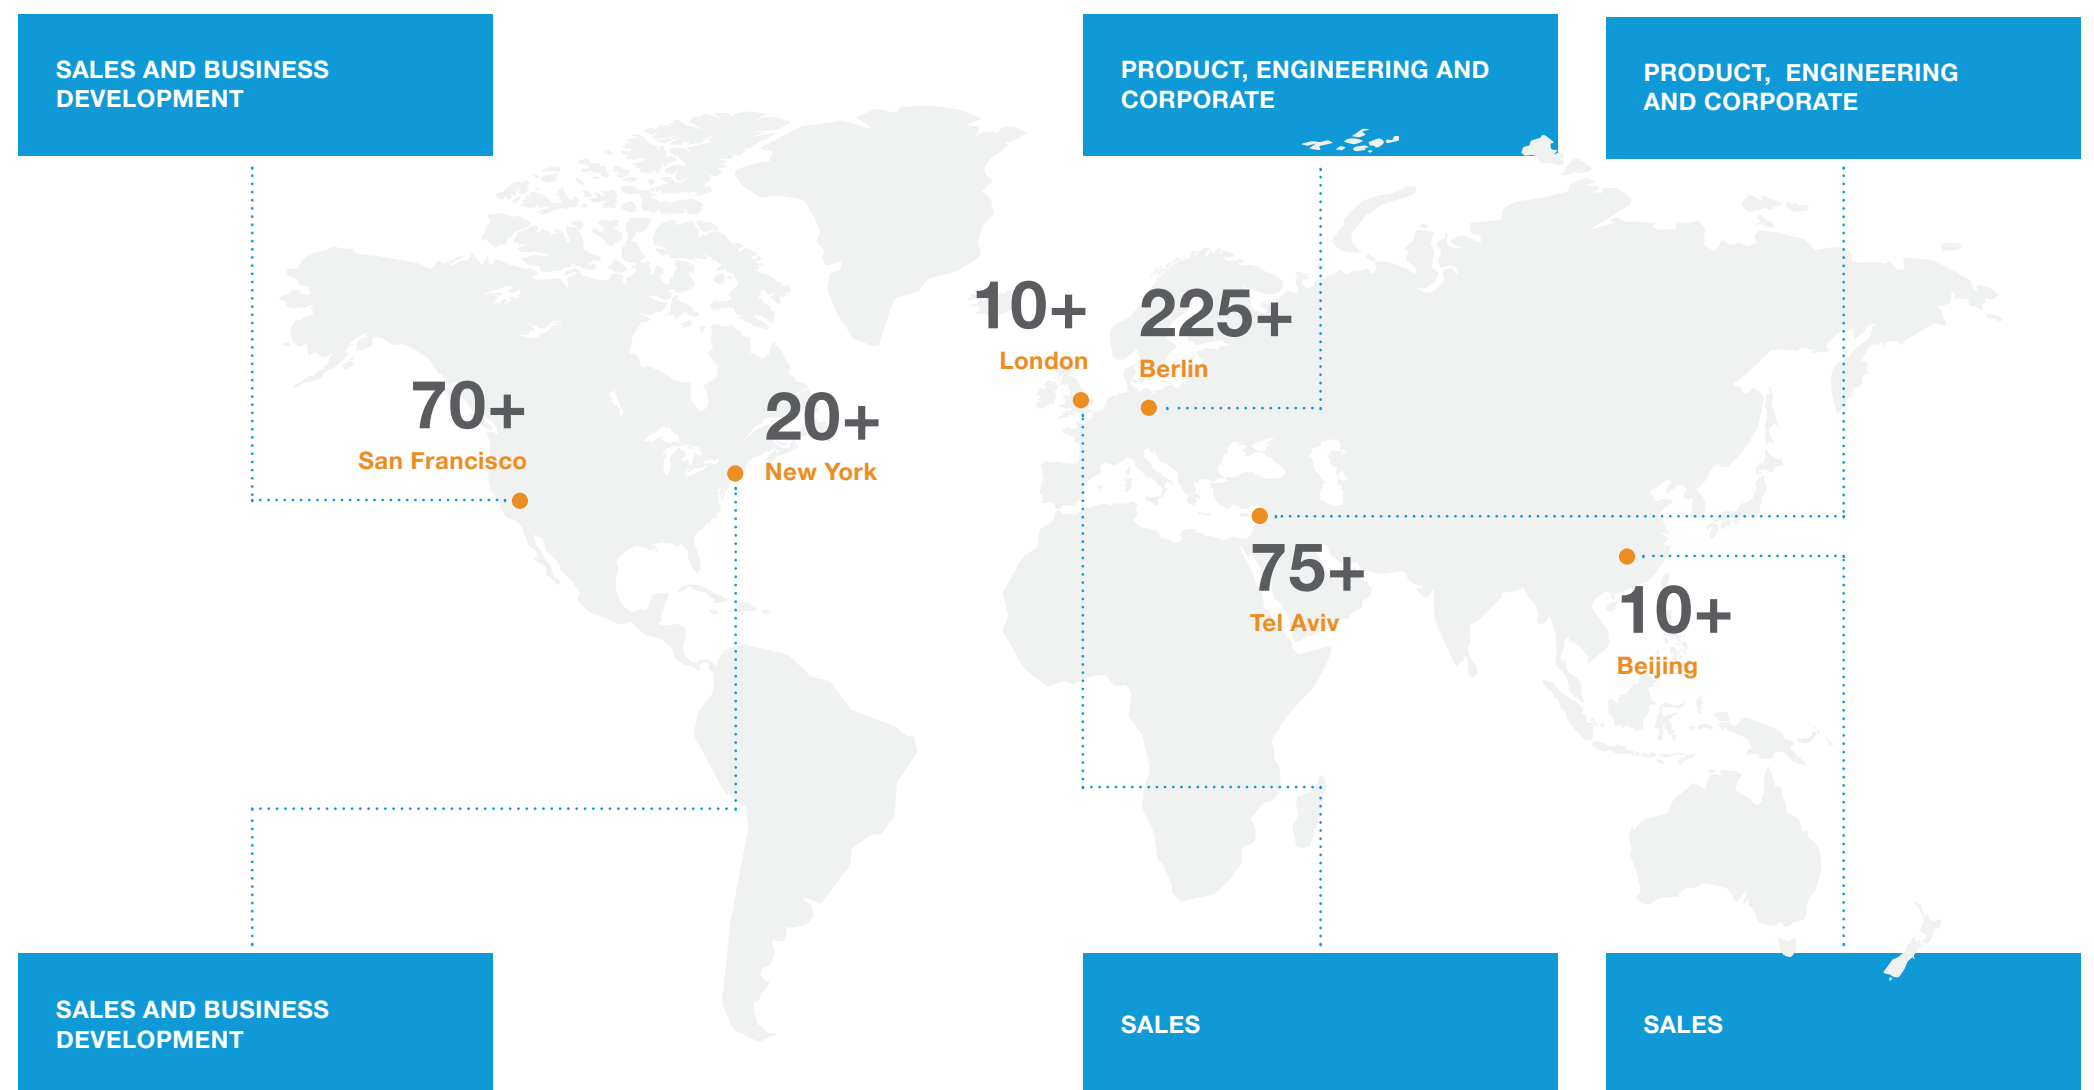 SALES AND BUSINESS
DEVELOPMENT
PRODUCT, ENGINEERING AND
CORPORATE
PRODUCT, ENGINEERING
AND CORPORATE
10+
London
225+
Berlin
70+
San Francisco
20+
New York
75+
Tel Aviv
10+
Beijing
SALES AND BUSINESS
DEVELOPMENT
SALES
SALES